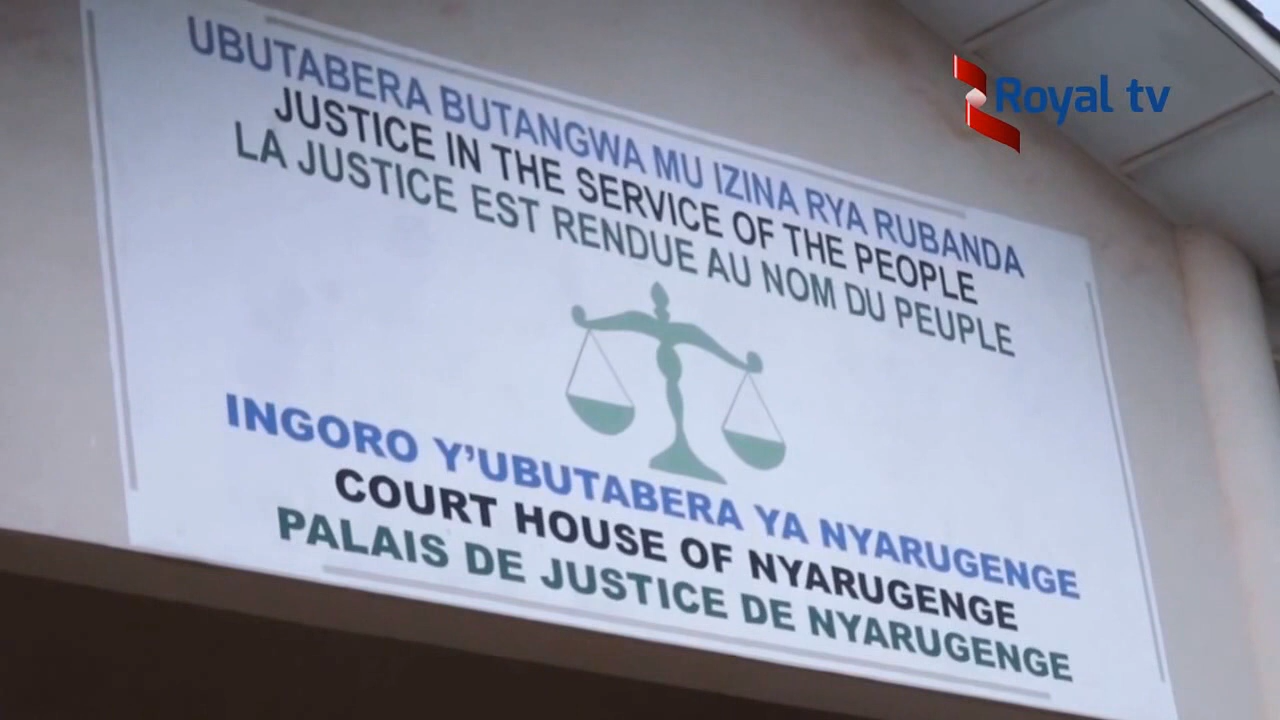 Royal tv
UBUTABERA BUTANGWA MU IZINA RYA RUBANDA
JUSTICE IN THE SERVICE OF THE PEOPLE
LA JUSTICE EST RENDUE AU NOM DU PEUPLE
INGORO Y'UBUTABERA YA NYARUGENGE
COURT HOUSE OF NYARUGENGE
PALAIS DE JUSTICE DE NYARUGENGE